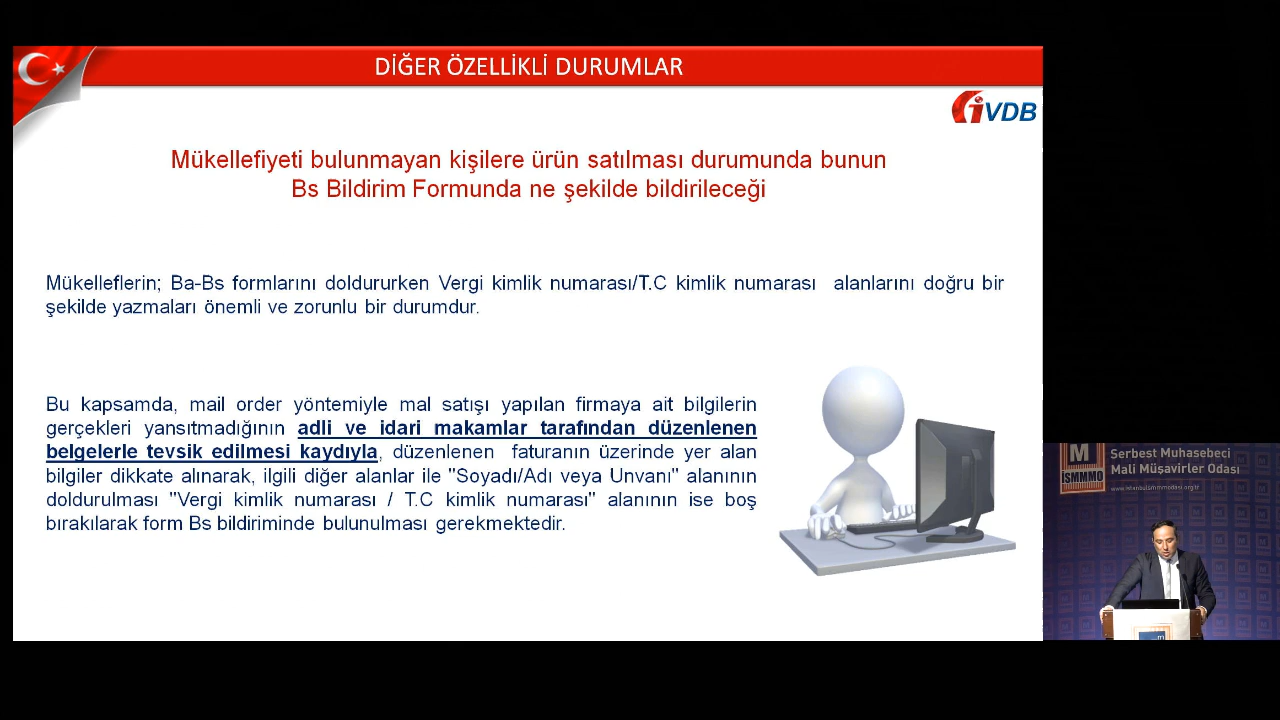 DİĞER ÖZELLİKLİ DURUMLAR
İVDB
Mükellefiyeti bulunmayan kişilere ürün satılması durumunda bunun
Bs Bildirim Formunda ne şekilde bildirileceği
Mükelleflerin; Ba-Bs formlarını doldururken Vergi kimlik numarası/T.C kimlik numarası alanlarını doğru bir
şekilde yazmaları önemli ve zorunlu bir durumdur.
Bu kapsamda, mail order yöntemiyle mal satışı yapılan firmaya ait bilgilerin
gerçekleri yansıtmadığının adli ve idari makamlar tarafından düzenlenen
belgelerle tevsik edilmesi kaydıyla, düzenlenen faturanın üzerinde yer alan
bilgiler dikkate alınarak, ilgili diğer alanlar ile "Soyadı/Adı veya Unvanı" alanının
doldurulması "Vergi kimlik numarası / T.C kimlik numarası" alanının ise boş
bırakılarak form Bs bildiriminde bulunulması gerekmektedir.
M
İSMMMO
Serbest Muhasebeci
Mali Müşavirler Odası
www.istanbulsmmmodasi.org.tr